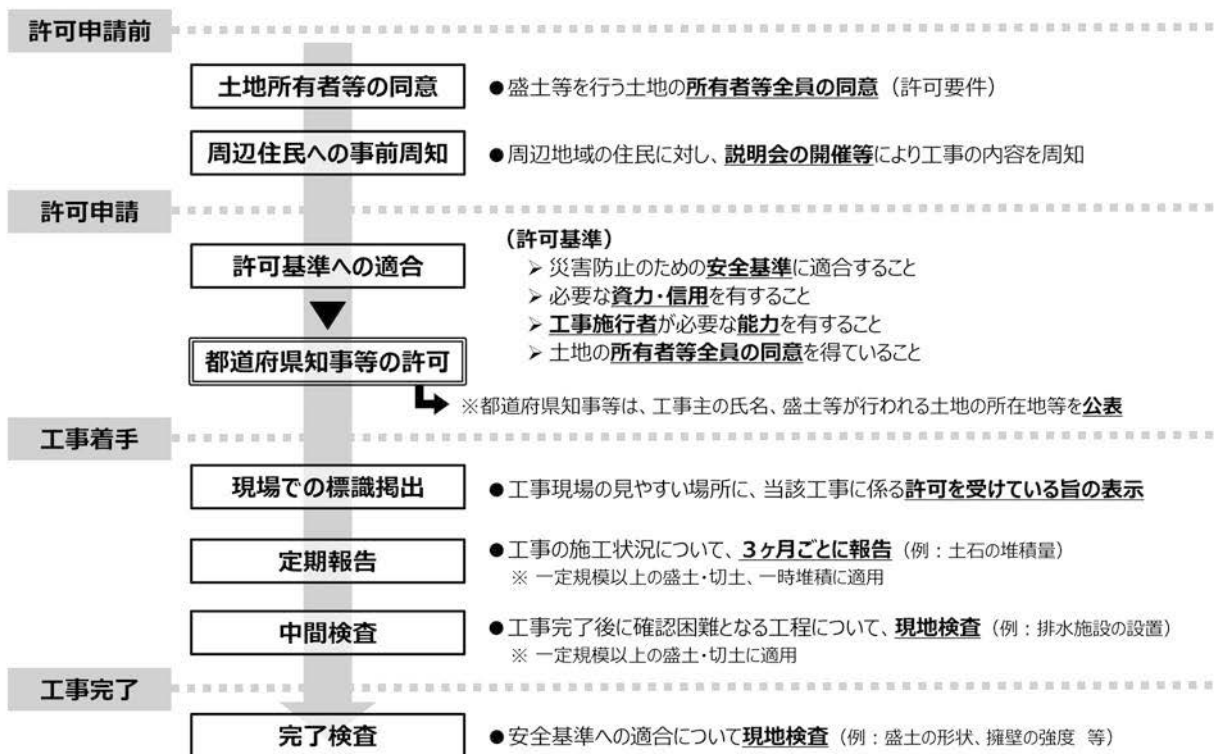 許可申請前
土地所有者等の同意
●盛土等を行う土地の所有者等全員の同意（許可要件）
周辺住民への事前周知
●周辺地域の住民に対し、説明会の開催等により工事の内容を周知
許可申請
許可基準への適合
（許可基準）
➢ 災害防止のための安全基準に適合すること
➢ 必要な資力・信用を有すること
➢ 工事施行者が必要な能力を有すること
➢ 土地の所有者等全員の同意を得ていること
都道府県知事等の許可
※都道府県知事等は、工事主の氏名、盛土等が行われる土地の所在地等を公表
工事着手
現場での標識掲出
●工事現場の見やすい場所に、当該工事に係る許可を受けている旨の表示
定期報告
●工事の施工状況について、３ヶ月ごとに報告（例：土石の堆積量）
※ 一定規模以上の盛土・切土、一時堆積に適用
中間検査
●工事完了後に確認困難となる工程について、現地検査（例：排水施設の設置）
※ 一定規模以上の盛土・切土に適用
工事完了
完了検査
●安全基準への適合について現地検査（例：盛土の形状、擁壁の強度 等）